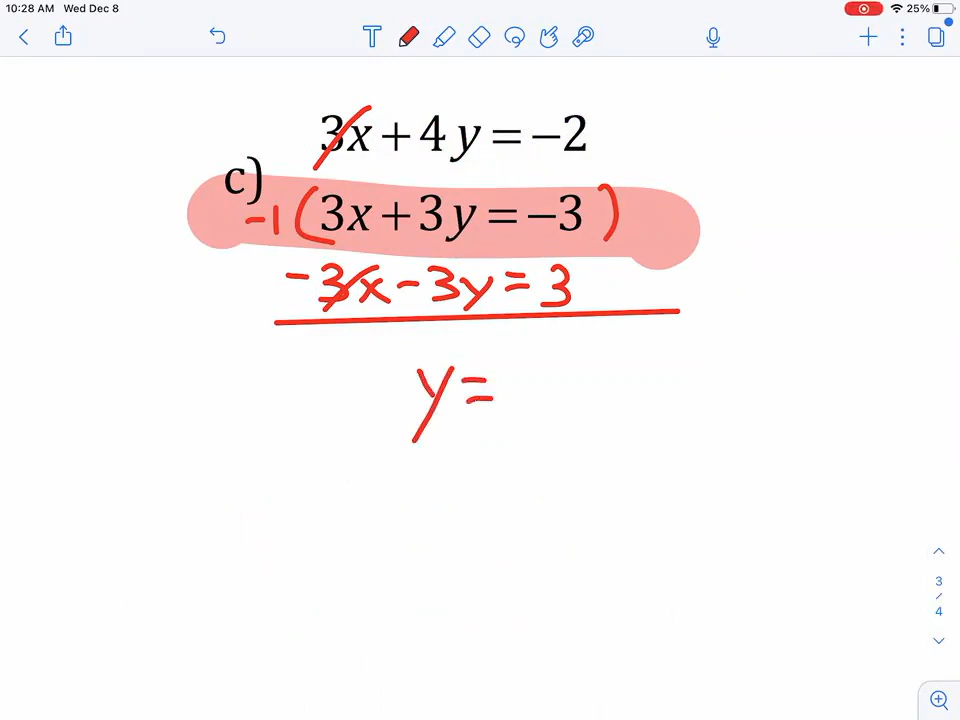 10:28 AM Wed Dec 8 25%
T
3x + 4y = −2
c)
-1 ( 3x + 3y = −3 )
-3x - 3y = 3
y =
3
/
4